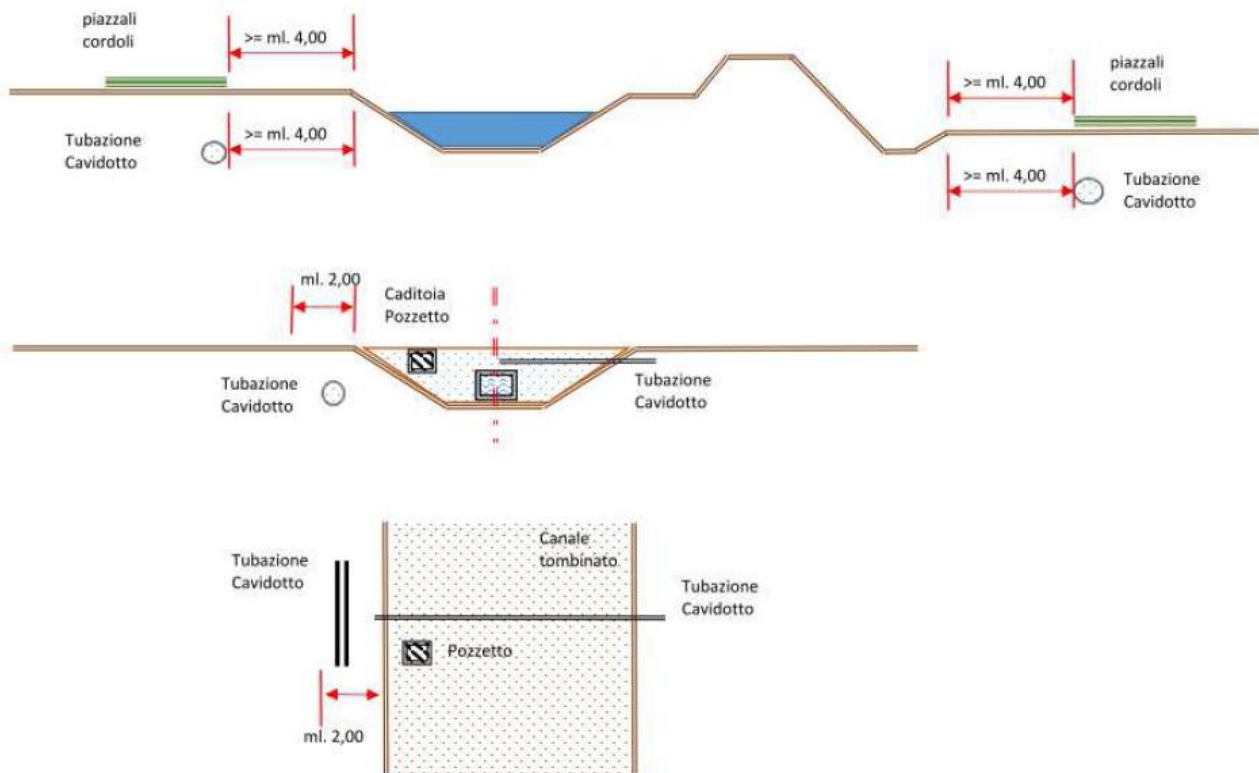 piazzali
cordoli
>= ml. 4,00
>= ml. 4,00
piazzali
cordoli
Tubazione
Cavidotto
>= ml. 4,00
>= ml. 4,00
Tubazione
Cavidotto
ml. 2,00
Caditoia
Pozzetto
Tubazione
Cavidotto
Tubazione
Cavidotto
Canale
tombinato
Tubazione
Cavidotto
Tubazione
Cavidotto
Pozzetto
ml. 2,00